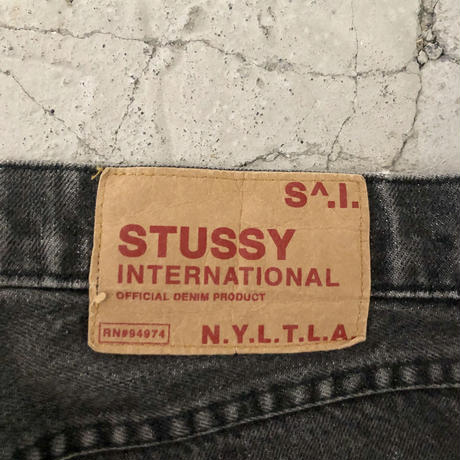 S^.I.
STUSSY
INTERNATIONAL
OFFICIAL DENIM PRODUCT
RN#94974
N.Y.L.T.L.A.